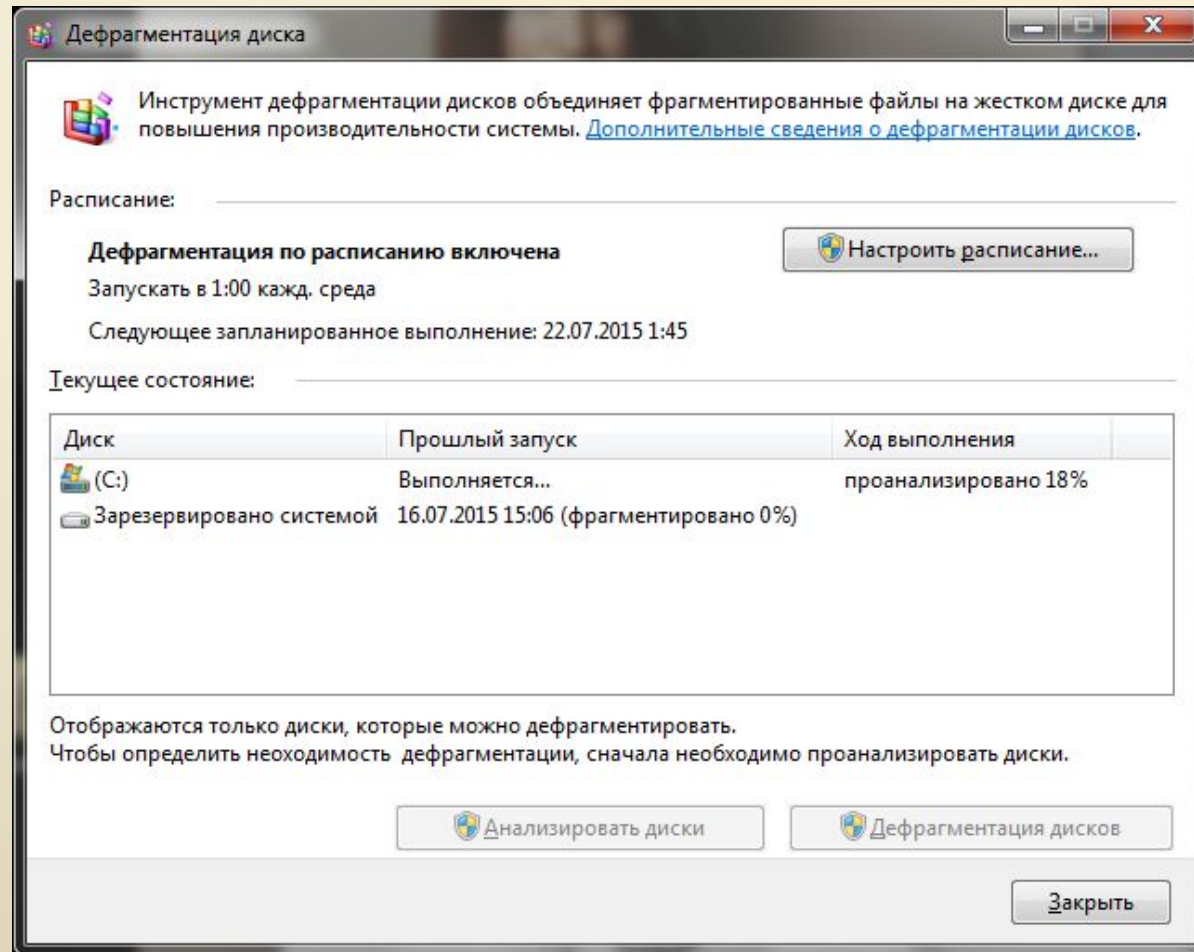 Дефрагментация диска
Инструмент дефрагментации дисков объединяет фрагментированные файлы на жестком диске для
повышения производительности системы. Дополнительные сведения о дефрагментации дисков.
Расписание:
Дефрагментация по расписанию включена
Настроить расписание...
Запускать в 1:00 кажд. среда
Следующее запланированное выполнение: 22.07.2015 1:45
Текущее состояние:
Диск Прошлый запуск Ход выполнения
(C:) Выполняется... проанализировано 18%
Зарезервировано системой 16.07.2015 15:06 (фрагментировано 0%)
Отображаются только диски, которые можно дефрагментировать.
Чтобы определить неоходимость дефрагментации, сначала необходимо проанализировать диски.
Анализировать диски Дефрагментация дисков
Закрыть